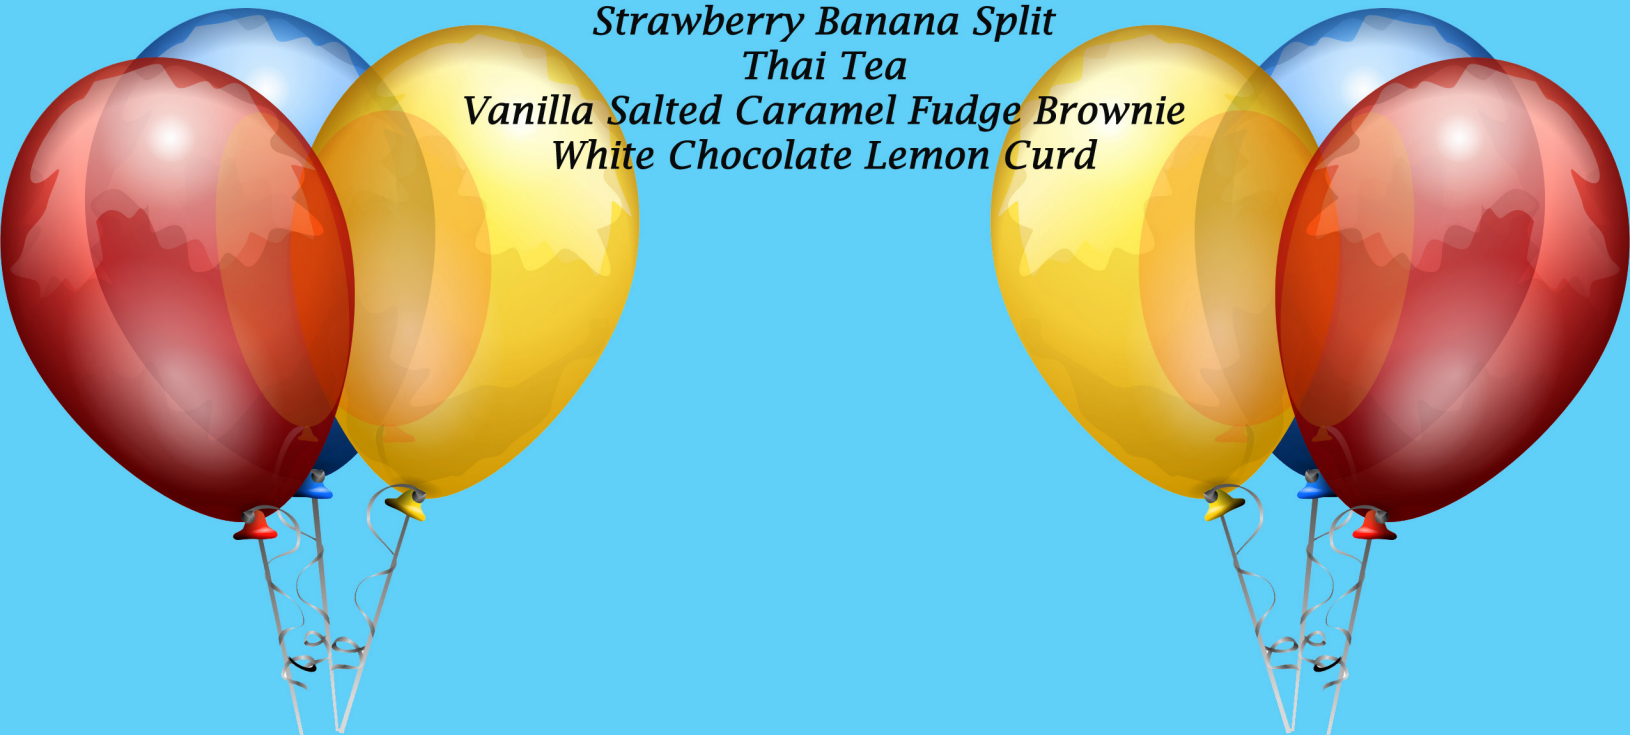 Strawberry Banana Split
Thai Tea
Vanilla Salted Caramel Fudge Brownie
White Chocolate Lemon Curd